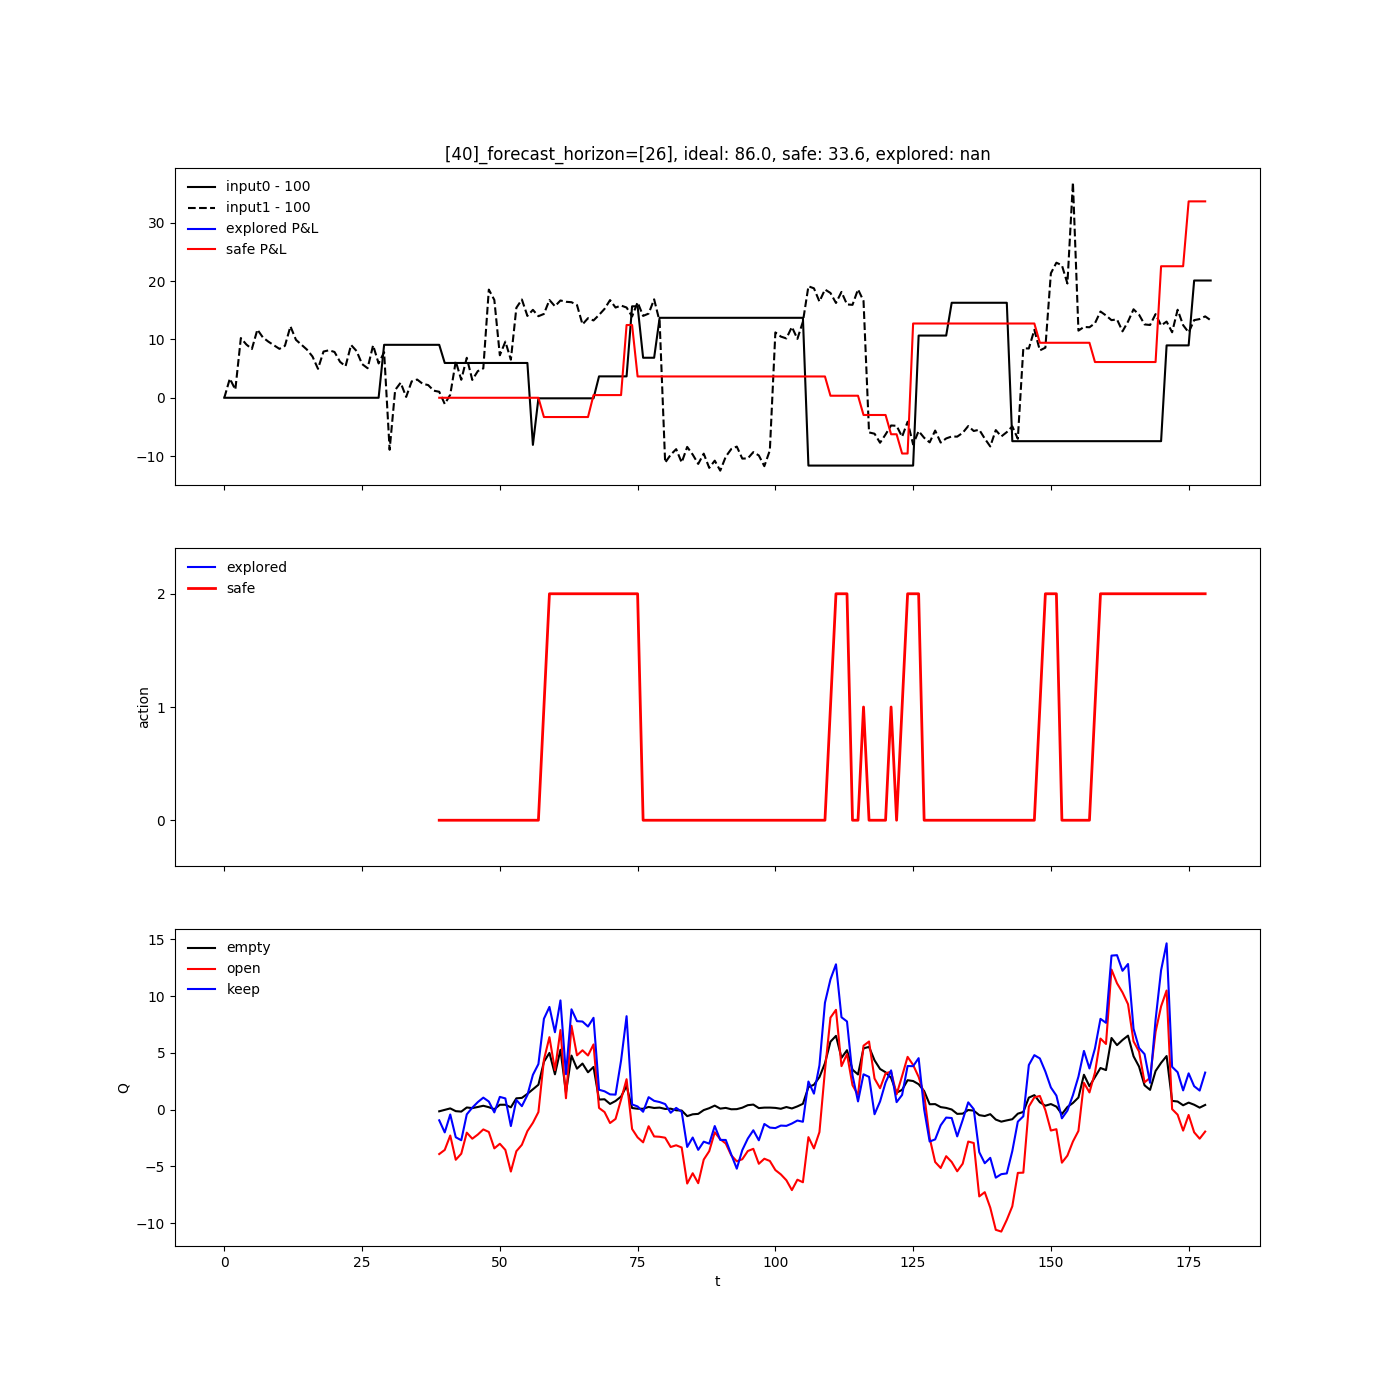 [40]_forecast_horizon=[26], ideal: 86.0, safe: 33.6, explored: nan
input0 - 100
input1 - 100
explored P&L
safe P&L
30
20
10
0
−10
explored
safe
2
1
0
action
empty
open
keep
15
10
5
0
−5
−10
Q
0 25 50 75 100 125 150 175
t